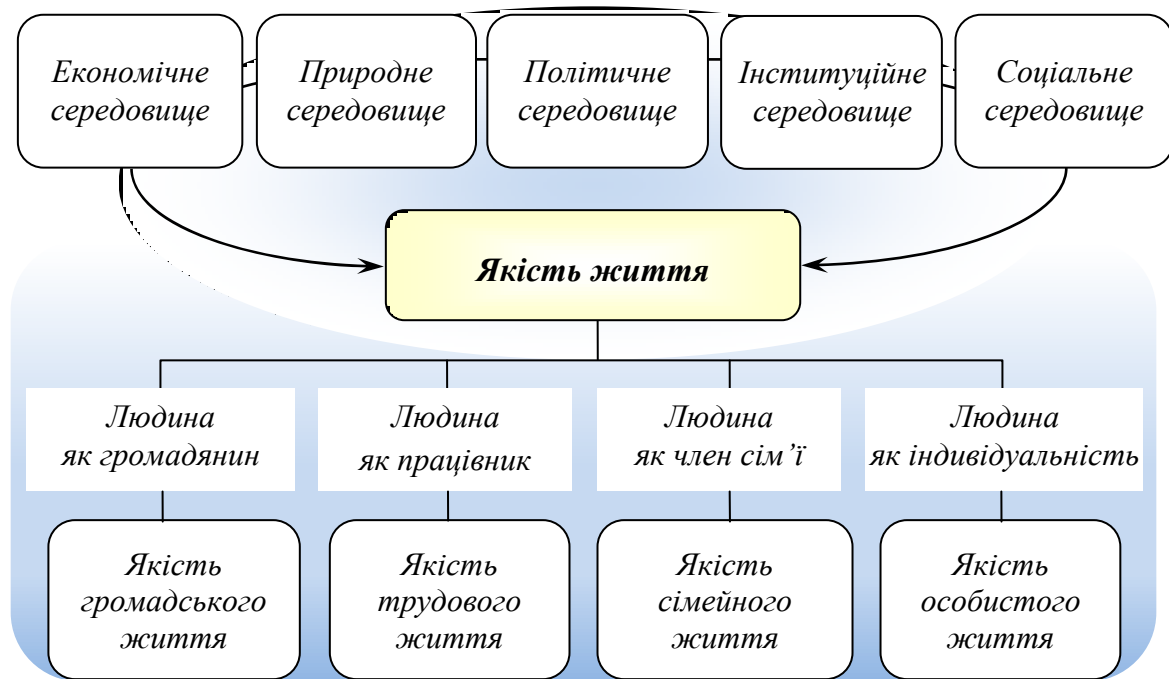 Економічне
середовище
Природне
середовище
Політичне
середовище
Інституційне
середовище
Соціальне
середовище
Якість життя
Людина
як громадянин
Людина
як працівник
Людина
як член сім’ї
Людина
як індивідуальність
Якість
громадського
життя
Якість
трудового
життя
Якість
сімейного
життя
Якість
особистого
життя